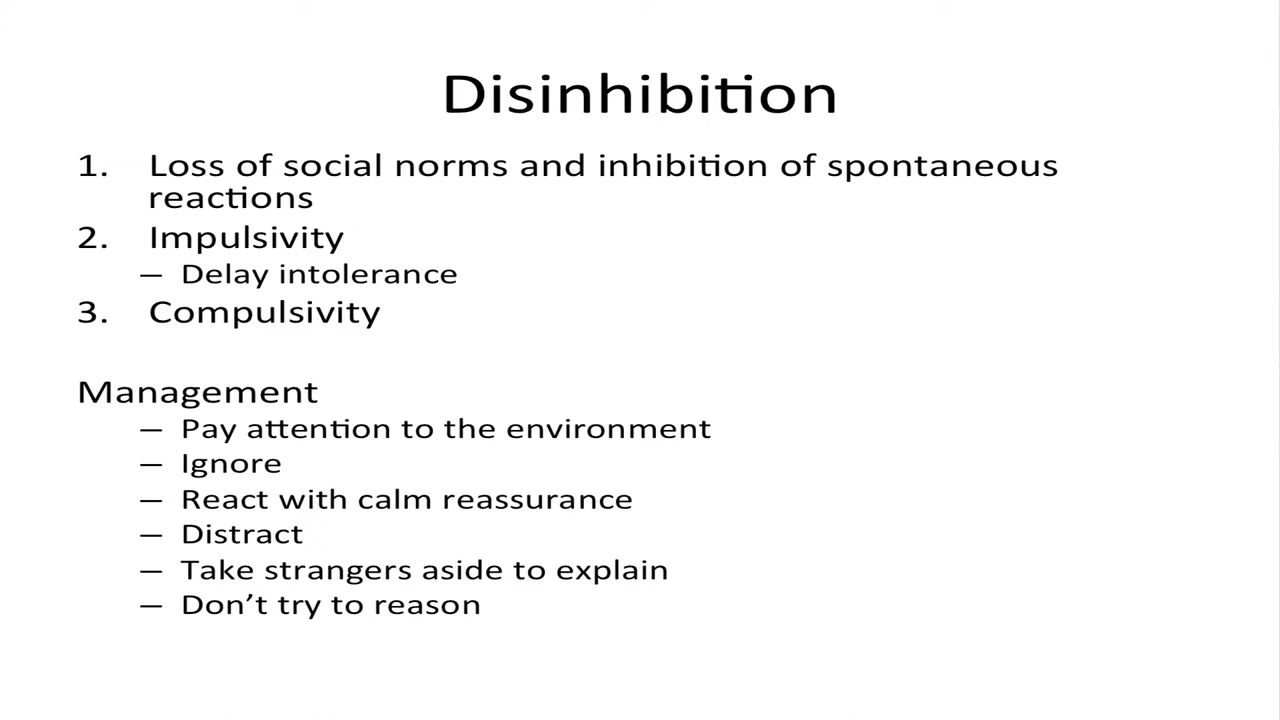 Disinhibition
1. Loss of social norms and inhibition of spontaneous
reactions
2. Impulsivity
– Delay intolerance
3. Compulsivity
Management
– Pay attention to the environment
– Ignore
– React with calm reassurance
– Distract
– Take strangers aside to explain
– Don’t try to reason